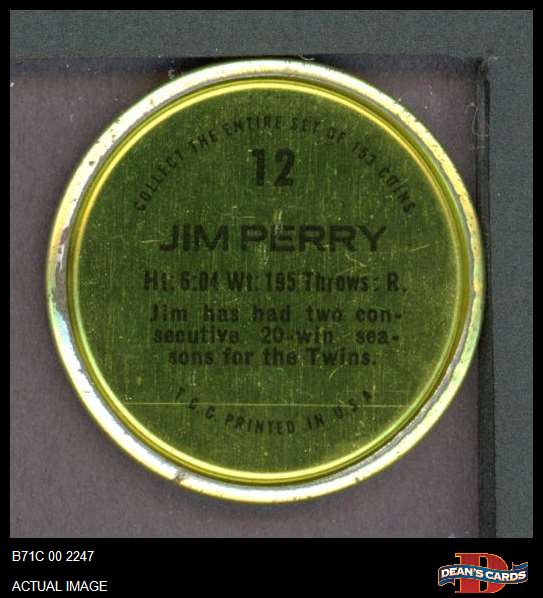 COLLECT THE ENTIRE SET OF 153 COINS
12
JIM PERRY
Ht. 6:04 Wt. 195 Throws: R.
Jim has had two con-
secutive 20-win sea-
sons for the Twins.
T.C.G. PRINTED IN U.S.A.
B71C 00 2247
ACTUAL IMAGE
D
DEAN'S CARDS